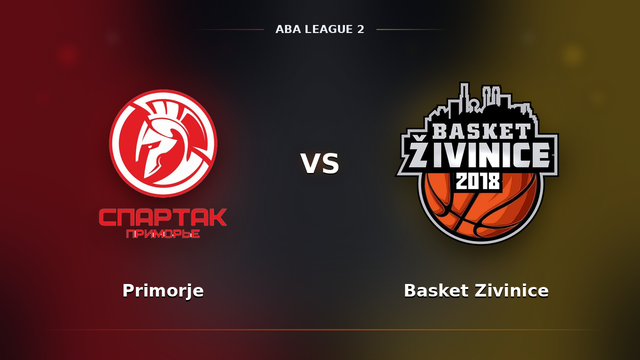 ABA LEAGUE 2
СПАРТАК
ПРИМОРЬЕ
VS
BASKET
ŽIVINICE
2018
Primorje
Basket Zivinice